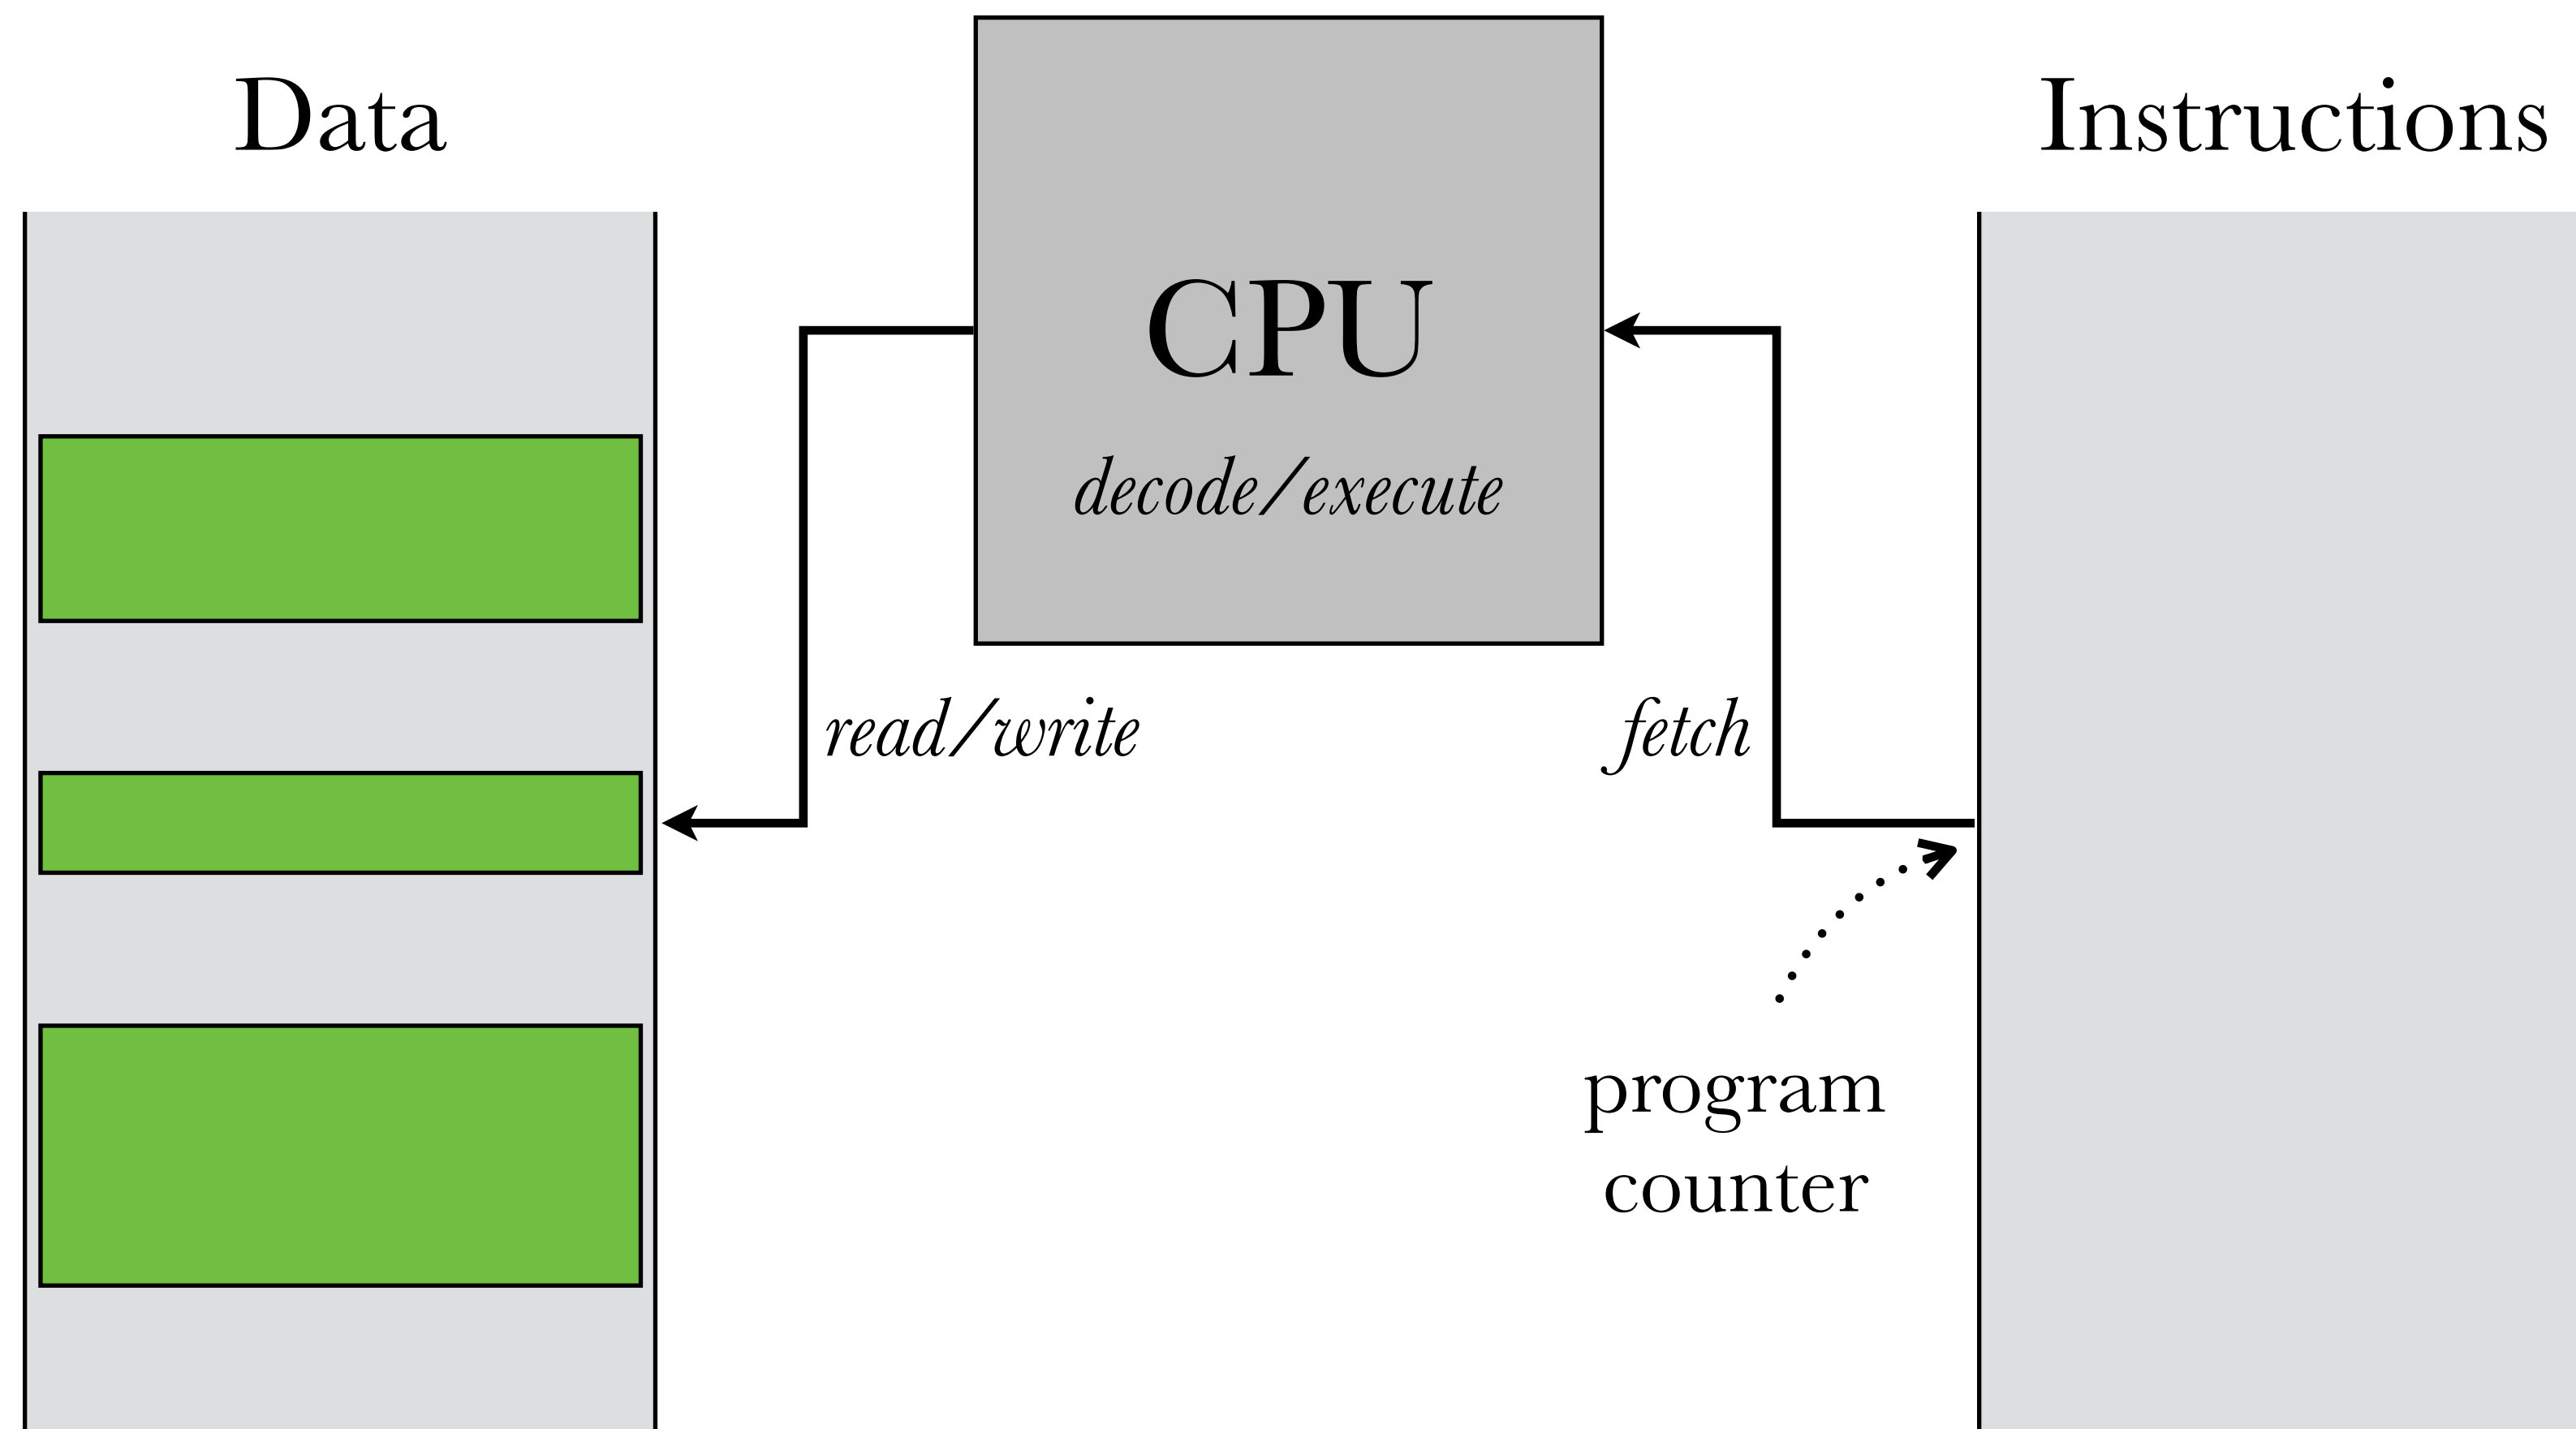 Data
Instructions
CPU
decode/execute
read/write
fetch
program
counter